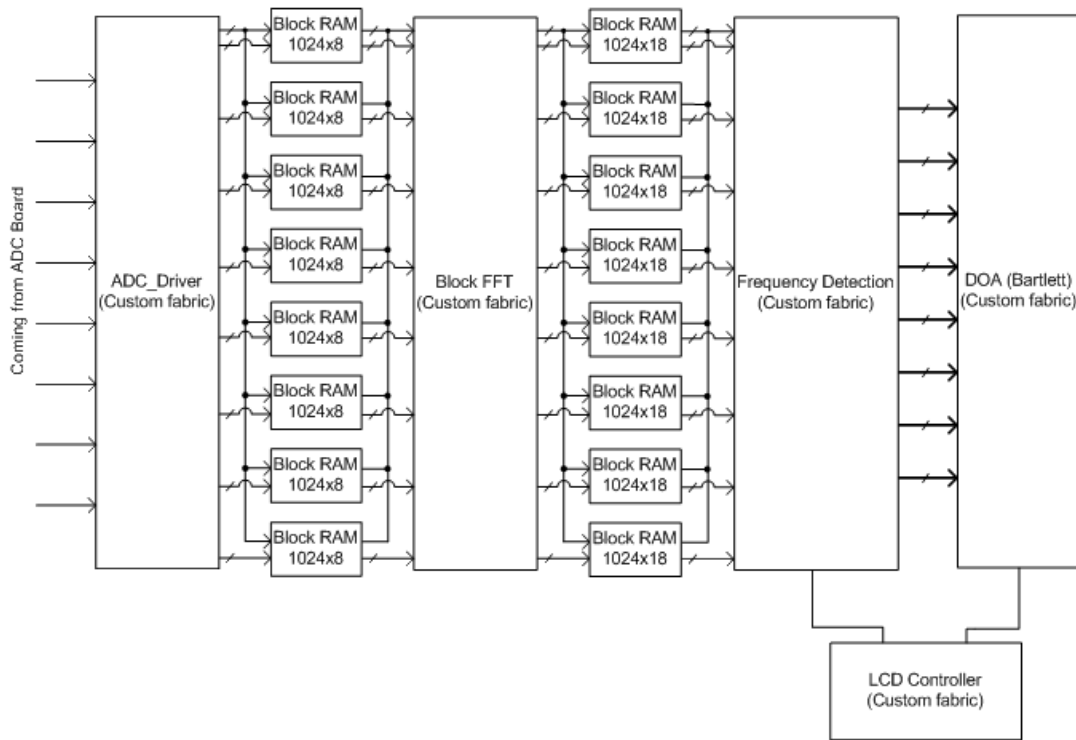 Coming from ADC Board
ADC_Driver
(Custom fabric)
Block RAM
1024x8
Block RAM
1024x8
Block RAM
1024x8
Block RAM
1024x8
Block RAM
1024x8
Block RAM
1024x8
Block RAM
1024x8
Block RAM
1024x8
Block FFT
(Custom fabric)
Block RAM
1024x18
Block RAM
1024x18
Block RAM
1024x18
Block RAM
1024x18
Block RAM
1024x18
Block RAM
1024x18
Block RAM
1024x18
Block RAM
1024x18
Frequency Detection
(Custom fabric)
DOA (Bartlett)
(Custom fabric)
LCD Controller
(Custom fabric)